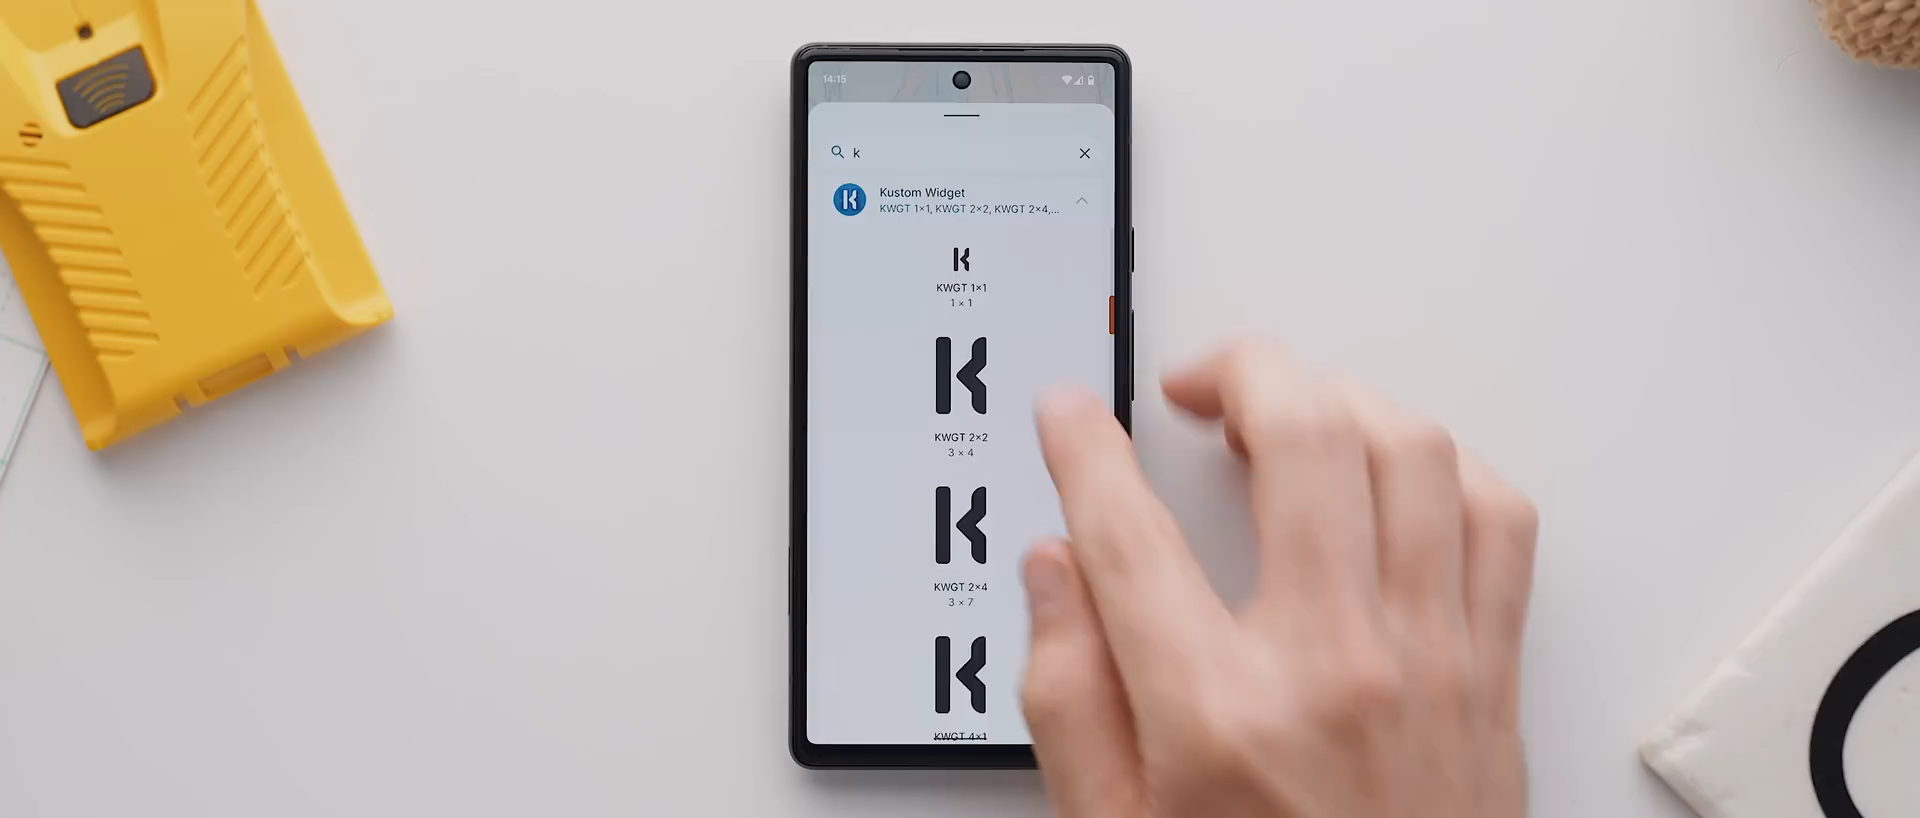 14:15
k
Kustom Widget
KWGT 1×1, KWGT 2×2, KWGT 2×4,...
KWGT 1×1
1 × 1
KWGT 2×2
3 × 4
KWGT 2×4
3 × 7
KWGT 4×1